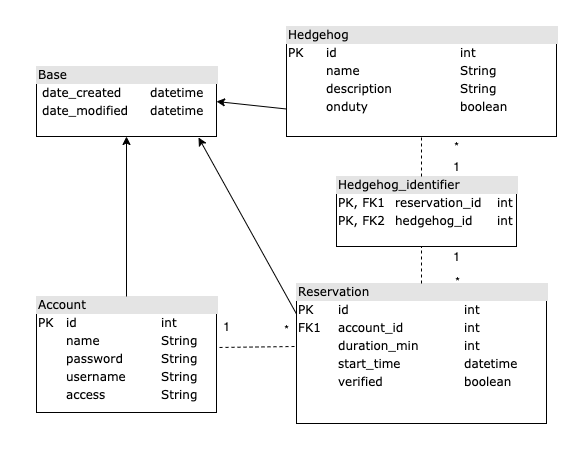 Hedgehog
PK id int
name String
description String
onduty boolean
Base
date_created datetime
date_modified datetime
*
1
Hedgehog_identifier
PK, FK1 reservation_id int
PK, FK2 hedgehog_id int
1
*
Account
PK id int
name String
password String
username String
access String
1 *
Reservation
PK id int
FK1 account_id int
duration_min int
start_time datetime
verified boolean